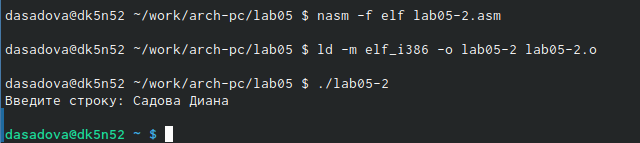 dasadova@dk5n52 ~/work/arch-pc/lab05 $ nasm -f elf lab05-2.asm
dasadova@dk5n52 ~/work/arch-pc/lab05 $ ld -m elf_i386 -o lab05-2 lab05-2.o
dasadova@dk5n52 ~/work/arch-pc/lab05 $ ./lab05-2
Введите строку: Садова Диана
dasadova@dk5n52 ~ $